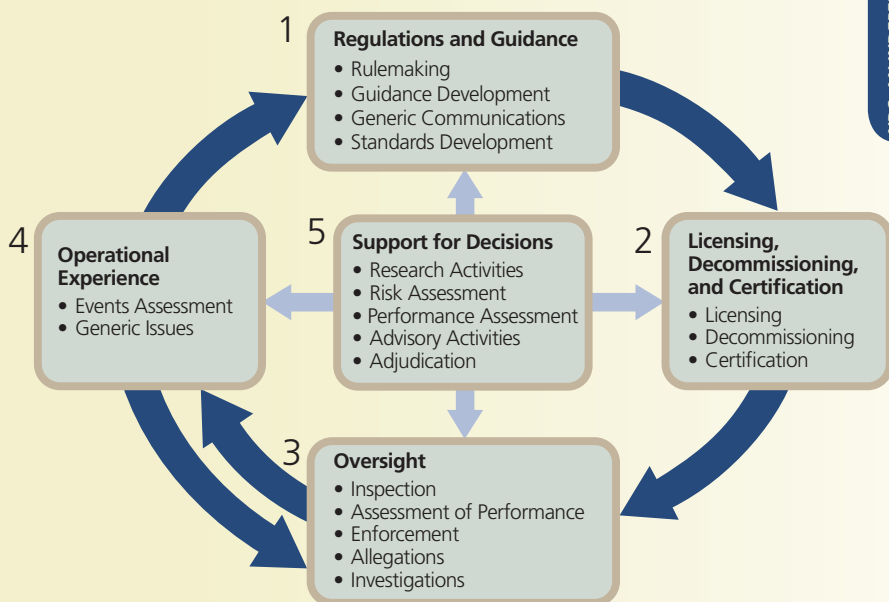 1
Regulations and Guidance
• Rulemaking
• Guidance Development
• Generic Communications
• Standards Development
4
Operational
Experience
• Events Assessment
• Generic Issues
5
Support for Decisions
• Research Activities
• Risk Assessment
• Performance Assessment
• Advisory Activities
• Adjudication
2
Licensing,
Decommissioning,
and Certification
• Licensing
• Decommissioning
• Certification
3
Oversight
• Inspection
• Assessment of Performance
• Enforcement
• Allegations
• Investigations